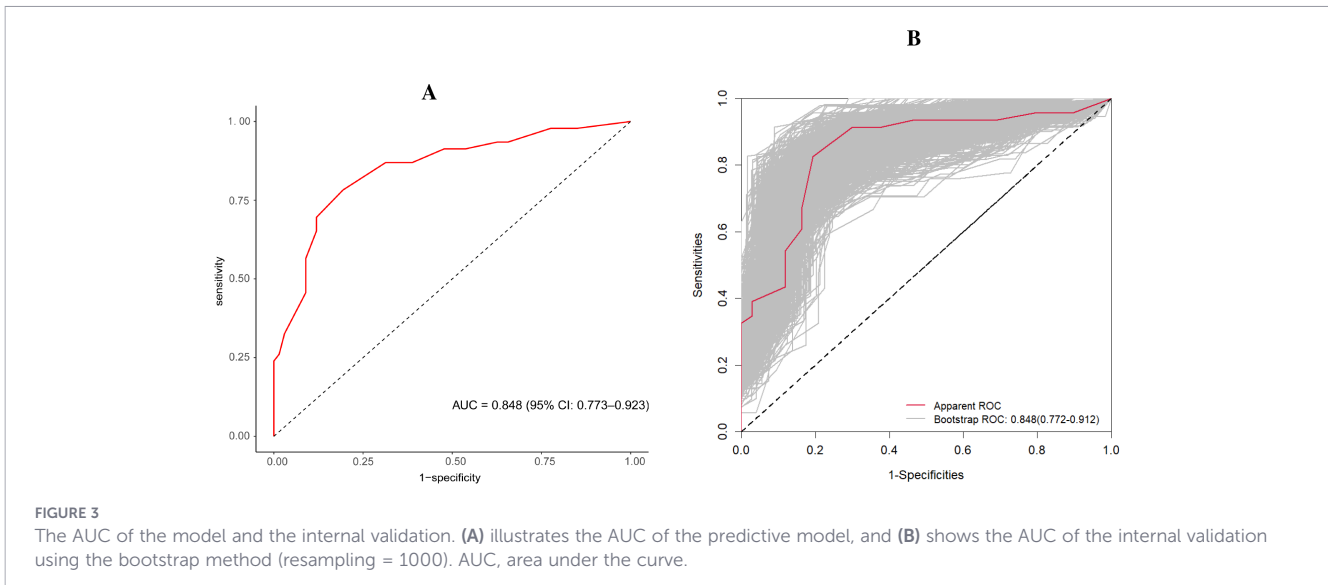 A
1.00
0.75
0.50
0.25
0.00
sensitivity
0.00 0.25 0.50 0.75 1.00
1−specificity
AUC = 0.848 (95% CI: 0.773–0.923)
B
1.0
0.8
0.6
0.4
0.2
0.0
Sensitivities
0.0 0.2 0.4 0.6 0.8 1.0
1-Specificities
Apparent ROC
Bootstrap ROC: 0.848(0.772-0.912)
FIGURE 3
The AUC of the model and the internal validation. (A) illustrates the AUC of the predictive model, and (B) shows the AUC of the internal validation
using the bootstrap method (resampling = 1000). AUC, area under the curve.